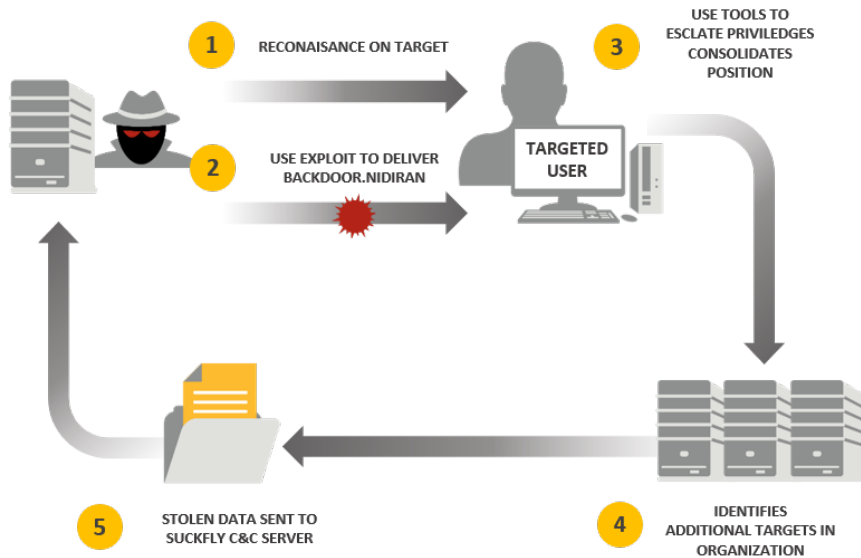 1
RECONAISANCE ON TARGET
2
USE EXPLOIT TO DELIVER
BACKDOOR.NIDIRAN
TARGETED
USER
3
USE TOOLS TO
ESCLATE PRIVILEDGES
CONSOLIDATES
POSITION
4
IDENTIFIES
ADDITIONAL TARGETS IN
ORGANIZATION
5
STOLEN DATA SENT TO
SUCKFLY C&C SERVER